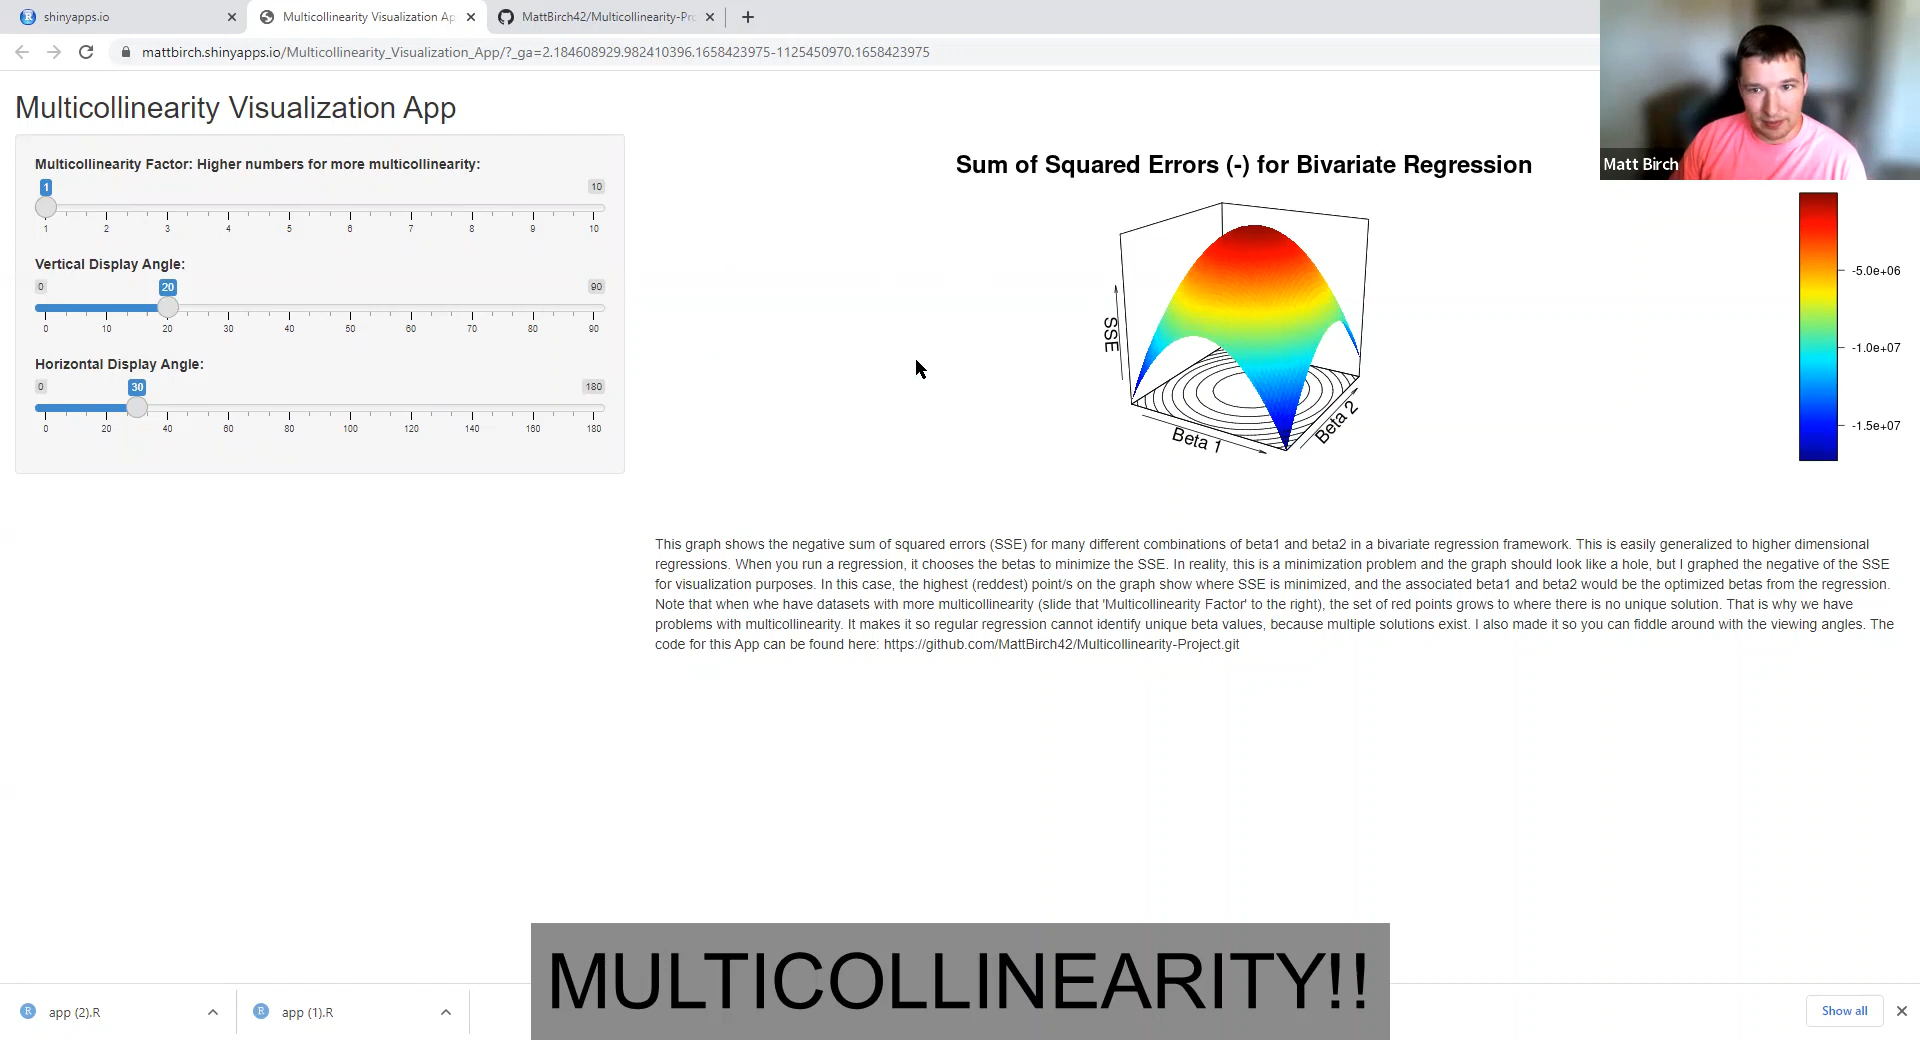 shinyapps.io
Multicollinearity Visualization Ap
MattBirch42/Multicollinearity-Pro
mattbirch.shinyapps.io/Multicollinearity_Visualization_App/?_ga=2.184608929.982410396.1658423975-1125450970.1658423975
Matt Birch
Multicollinearity Visualization App
Multicollinearity Factor: Higher numbers for more multicollinearity:
1 10
1 2 3 4 5 6 7 8 9 10
Vertical Display Angle:
0 20 90
0 10 20 30 40 50 60 70 80 90
Horizontal Display Angle:
0 30 180
0 20 40 60 80 100 120 140 160 180
Sum of Squared Errors (-) for Bivariate Regression
SSE
Beta 1
Beta 2
-5.0e+06
-1.0e+07
-1.5e+07
This graph shows the negative sum of squared errors (SSE) for many different combinations of beta1 and beta2 in a bivariate regression framework. This is easily generalized to higher dimensional
regressions. When you run a regression, it chooses the betas to minimize the SSE. In reality, this is a minimization problem and the graph should look like a hole, but I graphed the negative of the SSE
for visualization purposes. In this case, the highest (reddest) point/s on the graph show where SSE is minimized, and the associated beta1 and beta2 would be the optimized betas from the regression.
Note that when whe have datasets with more multicollinearity (slide that 'Multicollinearity Factor' to the right), the set of red points grows to where there is no unique solution. That is why we have
problems with multicollinearity. It makes it so regular regression cannot identify unique beta values, because multiple solutions exist. I also made it so you can fiddle around with the viewing angles. The
code for this App can be found here: https://github.com/MattBirch42/Multicollinearity-Project.git
MULTICOLLINEARITY!!
app (2).R
app (1).R
Show all